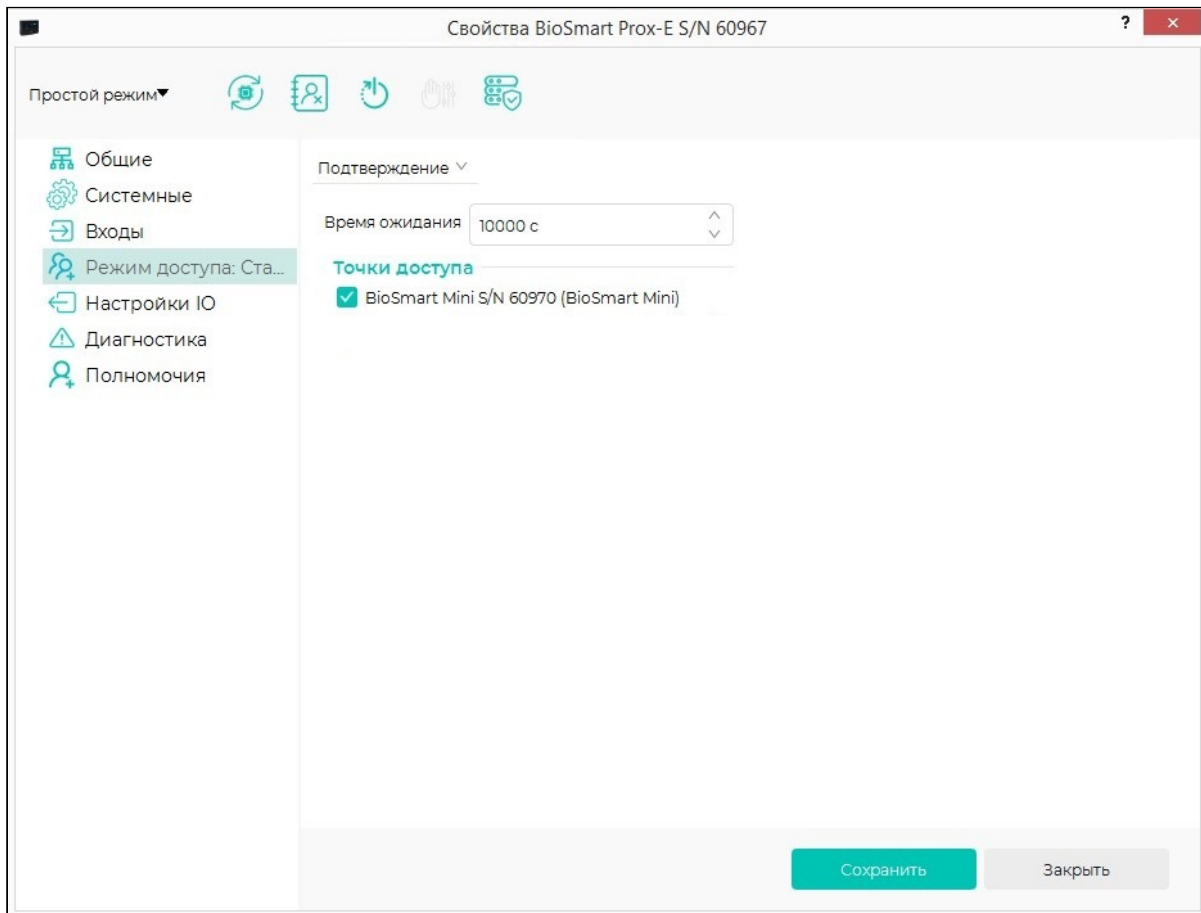 Свойства BioSmart Prox-E S/N 60967
?
Простой режим
Общие
Системные
Входы
Режим доступа: Ста...
Настройки IO
Диагностика
Полномочия
Подтверждение
Время ожидания 10000 с
Точки доступа
BioSmart Mini S/N 60970 (BioSmart Mini)
Сохранить Закрыть